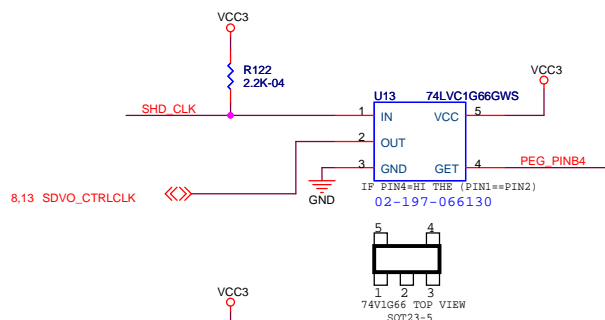 VCC3
R122
2.2K-04
VCC3
U13 74LVC1G66GWS
SHD_CLK 1 IN VCC 5
2 OUT
3 GND GET 4 PEG_PINB4
GND
IF PIN4=HI THE (PIN1==PIN2)
8,13 SDVO_CTRLCLK
02-197-066130
5 4
1 2 3
VCC3
74V1G66 TOP VIEW
SOT23-5